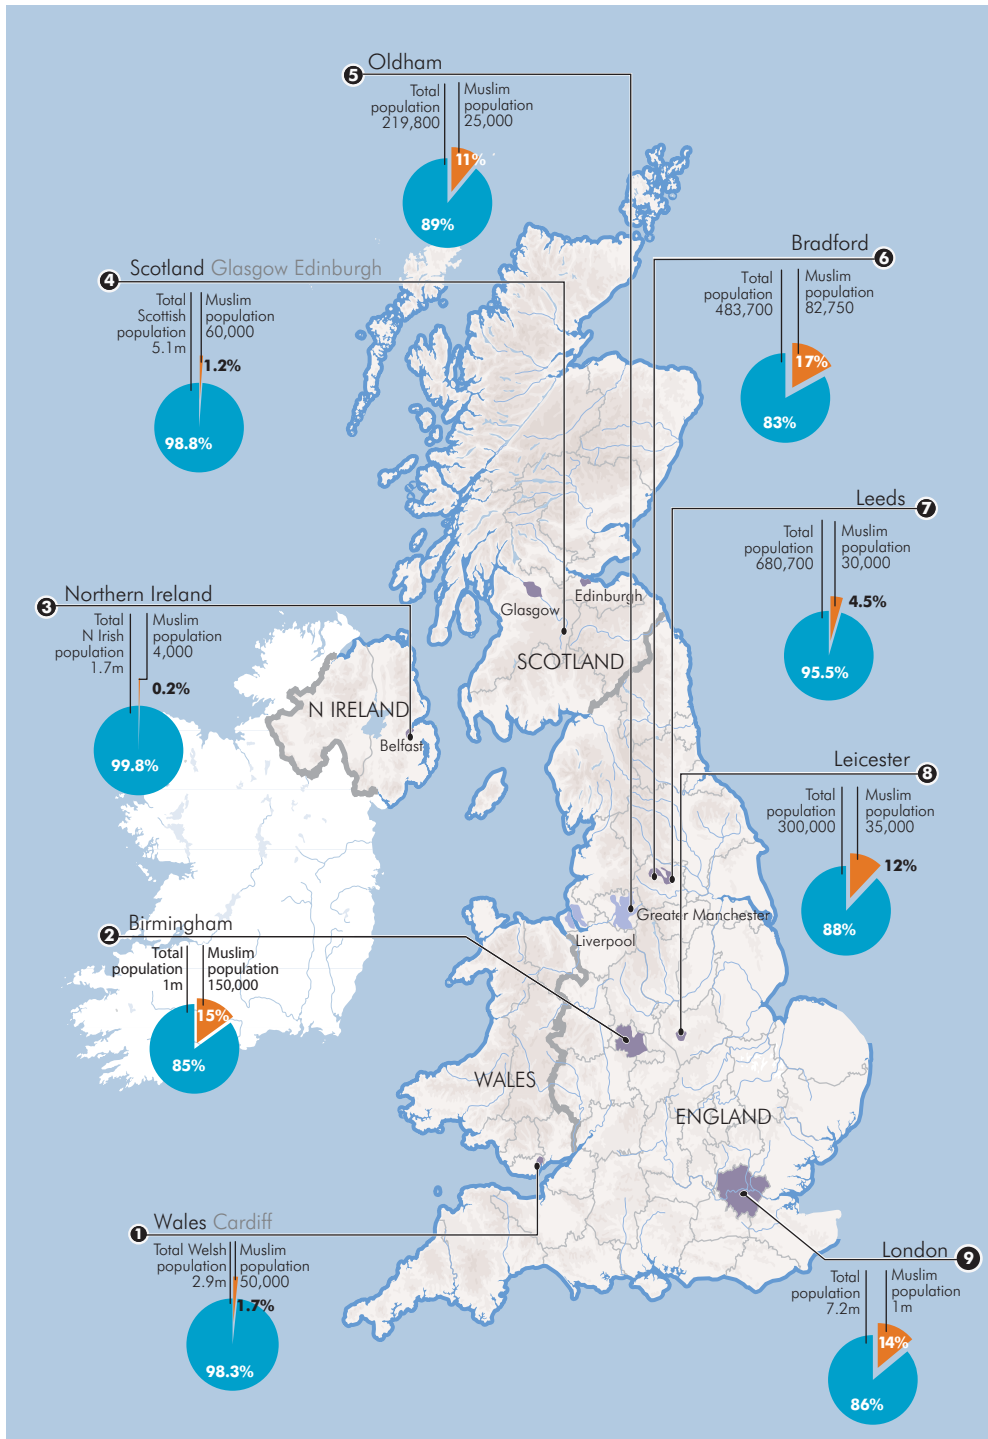 5 Oldham
Total
population
219,800
Muslim
population
25,000
11%
89%
4 Scotland Glasgow Edinburgh
Total
Scottish
population
5.1m
Muslim
population
60,000
1.2%
98.8%
Bradford 6
Total
population
483,700
Muslim
population
82,750
17%
83%
Leeds 7
Total
population
680,700
Muslim
population
30,000
4.5%
95.5%
Northern Ireland
3
Total
N Irish
population
1.7m
Muslim
population
4,000
0.2%
99.8%
Glasgow
Edinburgh
SCOTLAND
N IRELAND
Belfast
Leicester 8
Total
population
300,000
Muslim
population
35,000
12%
88%
Greater Manchester
Liverpool
2 Birmingham
Total
population
1m
Muslim
population
150,000
15%
85%
WALES
ENGLAND
1 Wales Cardiff
Total Welsh
population
2.9m
Muslim
population
50,000
1.7%
98.3%
London 9
Total
population
7.2m
Muslim
population
1m
14%
86%